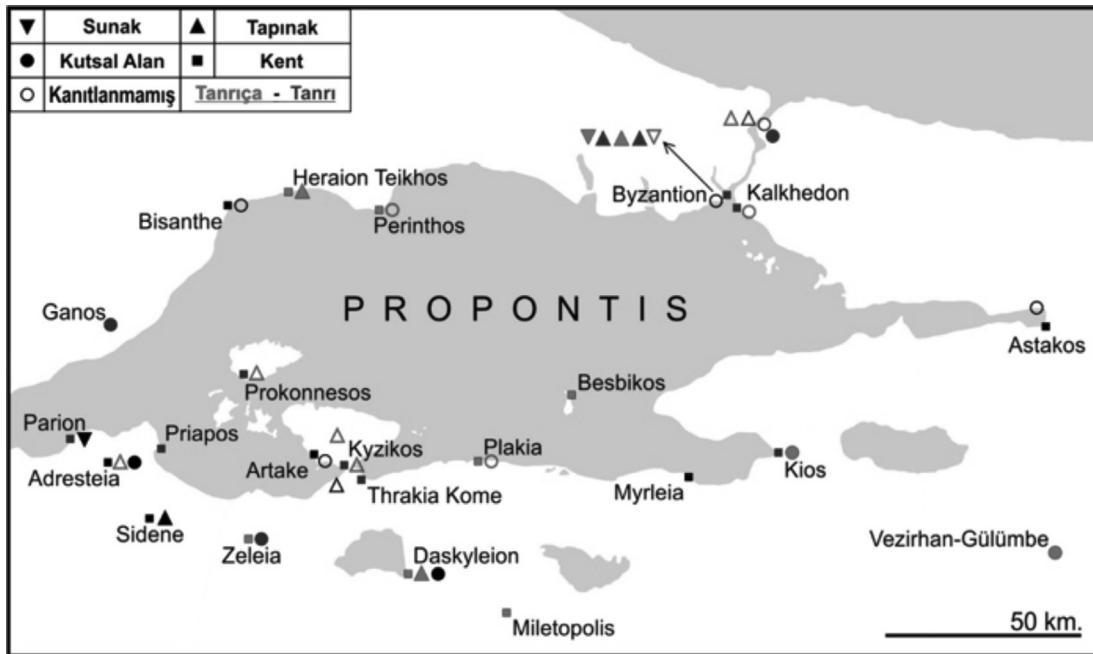 Sunak Tapınak
Kutsal Alan Kent
Kanıtlanmamış Tanrıça - Tanrı
Heraion Teikhos
Byzantion Kalkhedon
Bisanthe
Perinthos
Ganos
PROPONTIS
Astakos
Prokonnesos
Besbikos
Parion
Priapos
Adresteia
Artake
Kyzikos
Plakia
Thrakia Kome
Myrleia
Kios
Sidene
Zeleia
Daskyleion
Vezirhan-Gülümbe
Miletopolis
50 km.